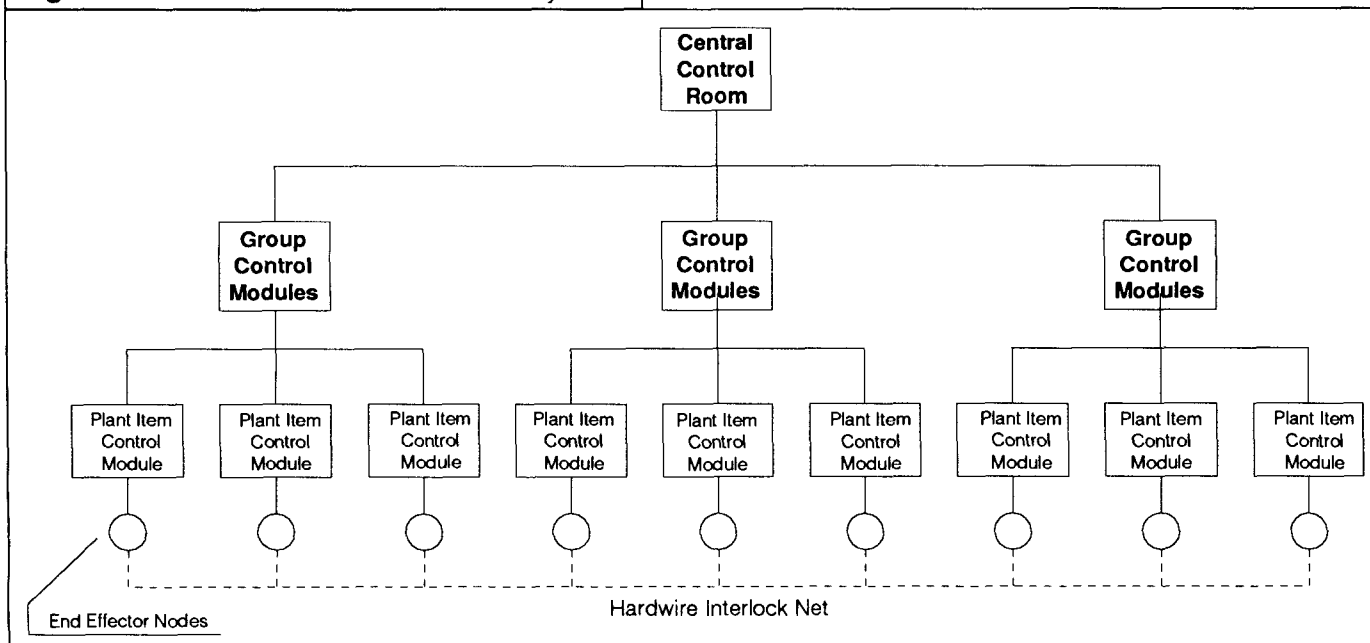 Central
Control
Room
Group
Control
Modules
Group
Control
Modules
Group
Control
Modules
Plant Item
Control
Module
Plant Item
Control
Module
Plant Item
Control
Module
Plant Item
Control
Module
Plant Item
Control
Module
Plant Item
Control
Module
Plant Item
Control
Module
Plant Item
Control
Module
Plant Item
Control
Module
Hardwire Interlock Net
End Effector Nodes